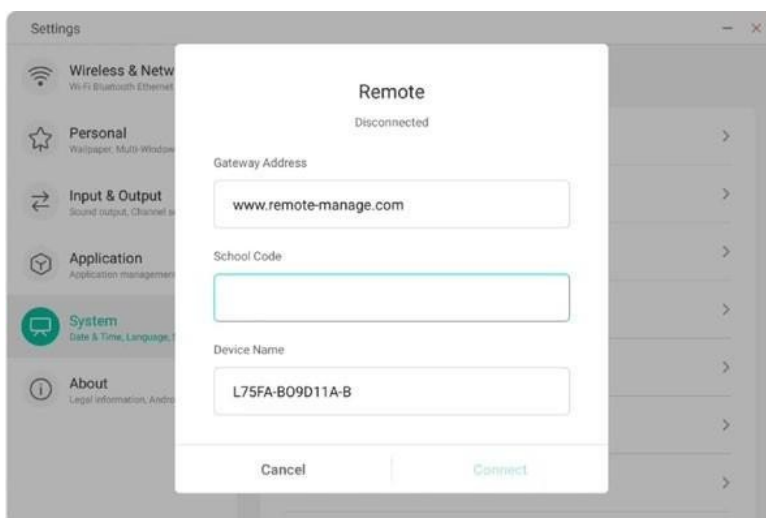 Settings
Wireless & Netw
Wi-Fi Bluetooth Ethernet
Personal
Wallpaper, Multi-Window
Input & Output
Sound output, Channel se
Application
Application management
System
Date & Time, Language,
About
Legal information, Andro
Remote
Disconnected
Gateway Address
www.remote-manage.com
School Code
Device Name
L75FA-BO9D11A-B
Cancel
Connect